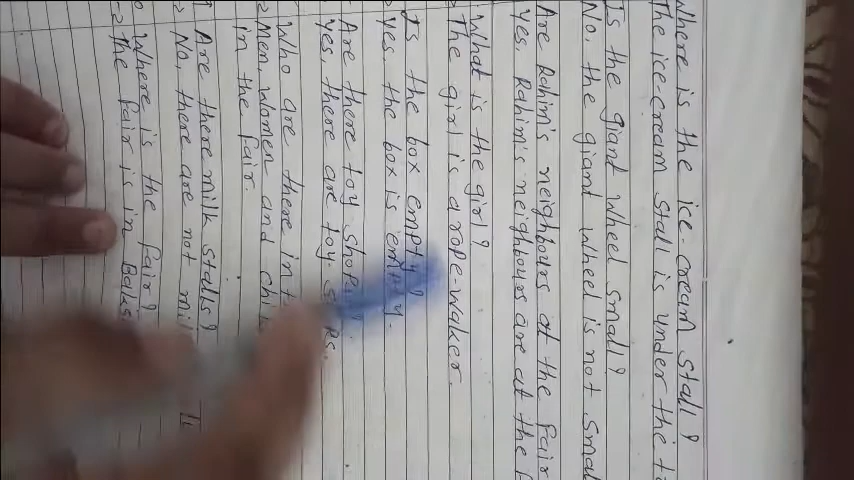 Where is the ice-cream stall?
The ice-cream stall is under the
Is the giant wheel small?
No, the giant wheel is not
Are Rahim's neighbours at the fair
Yes, Rahim's neighbours are at the
What is the girl?
The girl is a rope-waker.
Is the box empty?
→ yes, the box is empty.
Are there toy
yes, there are toy
Who are there in
→ Men, women and
in the fair.
Are there milk stalls?
→ No, there are not
Where is the fair?
→ the fair is in